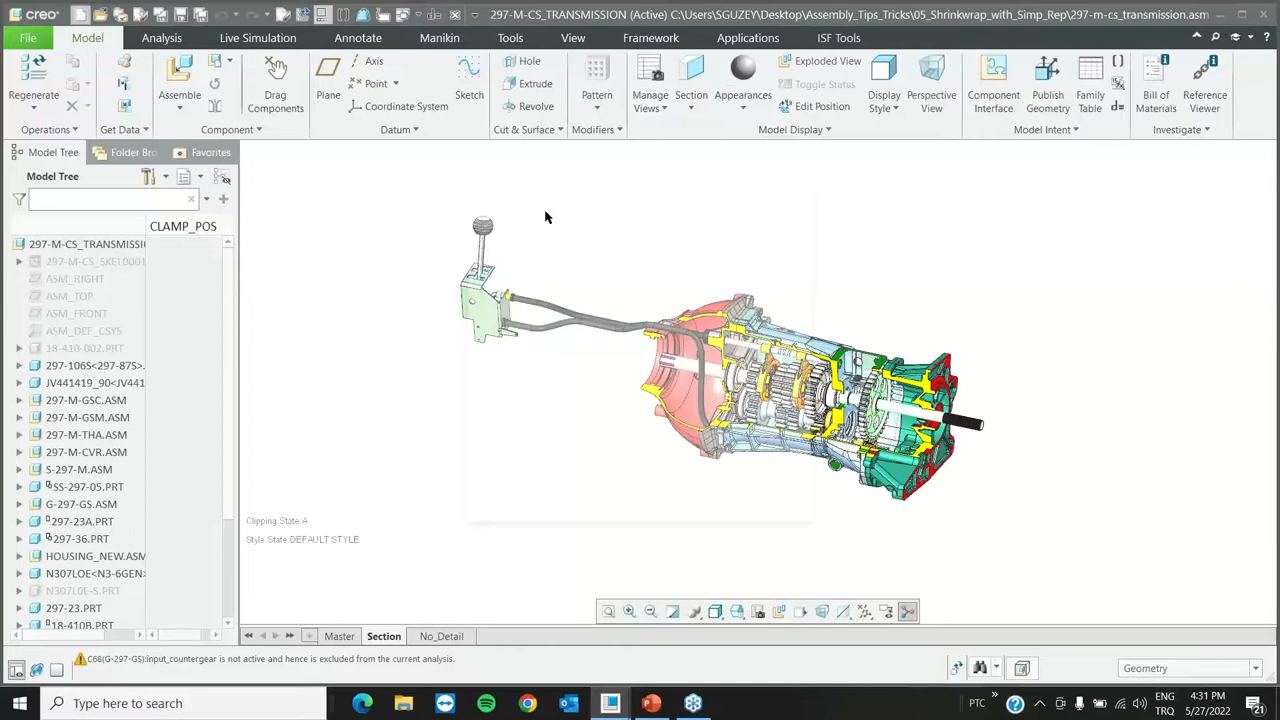 creo
297-M-CS_TRANSMISSION (Active) C:\Users\SGUZEY\Desktop\Assembly_Tips_Tricks\05_Shrinkwrap_with_Simp_Rep\297-m-cs_transmission.asm
File Model Analysis Live Simulation Annotate Manikin Tools View Framework Applications ISF Tools
Regenerate
Operations
Get Data
Assemble
Drag Components
Component
Plane
Axis
Point
Coordinate System
Sketch
Datum
Hole
Extrude
Revolve
Cut & Surface
Pattern
Modifiers
Manage Views
Section
Appearances
Exploded View
Toggle Status
Edit Position
Display Style
Perspective View
Model Display
Component Interface
Publish Geometry
Family Table
Model Intent
Bill of Materials
Reference Viewer
Investigate
Model Tree
Folder Bro
Favorites
Model Tree
CLAMP_POS
297-M-CS_TRANSMISSI
297-M-CS_SKEL0001
ASM_RIGHT
ASM_TOP
ASM_FRONT
ASM_DEF_CSYS
18-410-002.PRT
297-106S<297-87S>.
JV441419_90<JV441
297-M-GSC.ASM
297-M-GSM.ASM
297-M-THA.ASM
297-M-CVR.ASM
S-297-M.ASM
SS-297-05.PRT
G-297-GS.ASM
297-23A.PRT
297-36.PRT
HOUSING_NEW.ASM
N307LOE<N3-6GEN>
N307L0E-S.PRT
297-23.PRT
18-410B.PRT
Clipping State:A
Style State:DEFAULT STYLE
Master Section No_Detail
C68(G-297-GS):input_countergear is not active and hence is excluded from the current analysis.
Geometry
Type here to search
PTC
ENG
TRQ
4:31 PM
5/27/2022
21